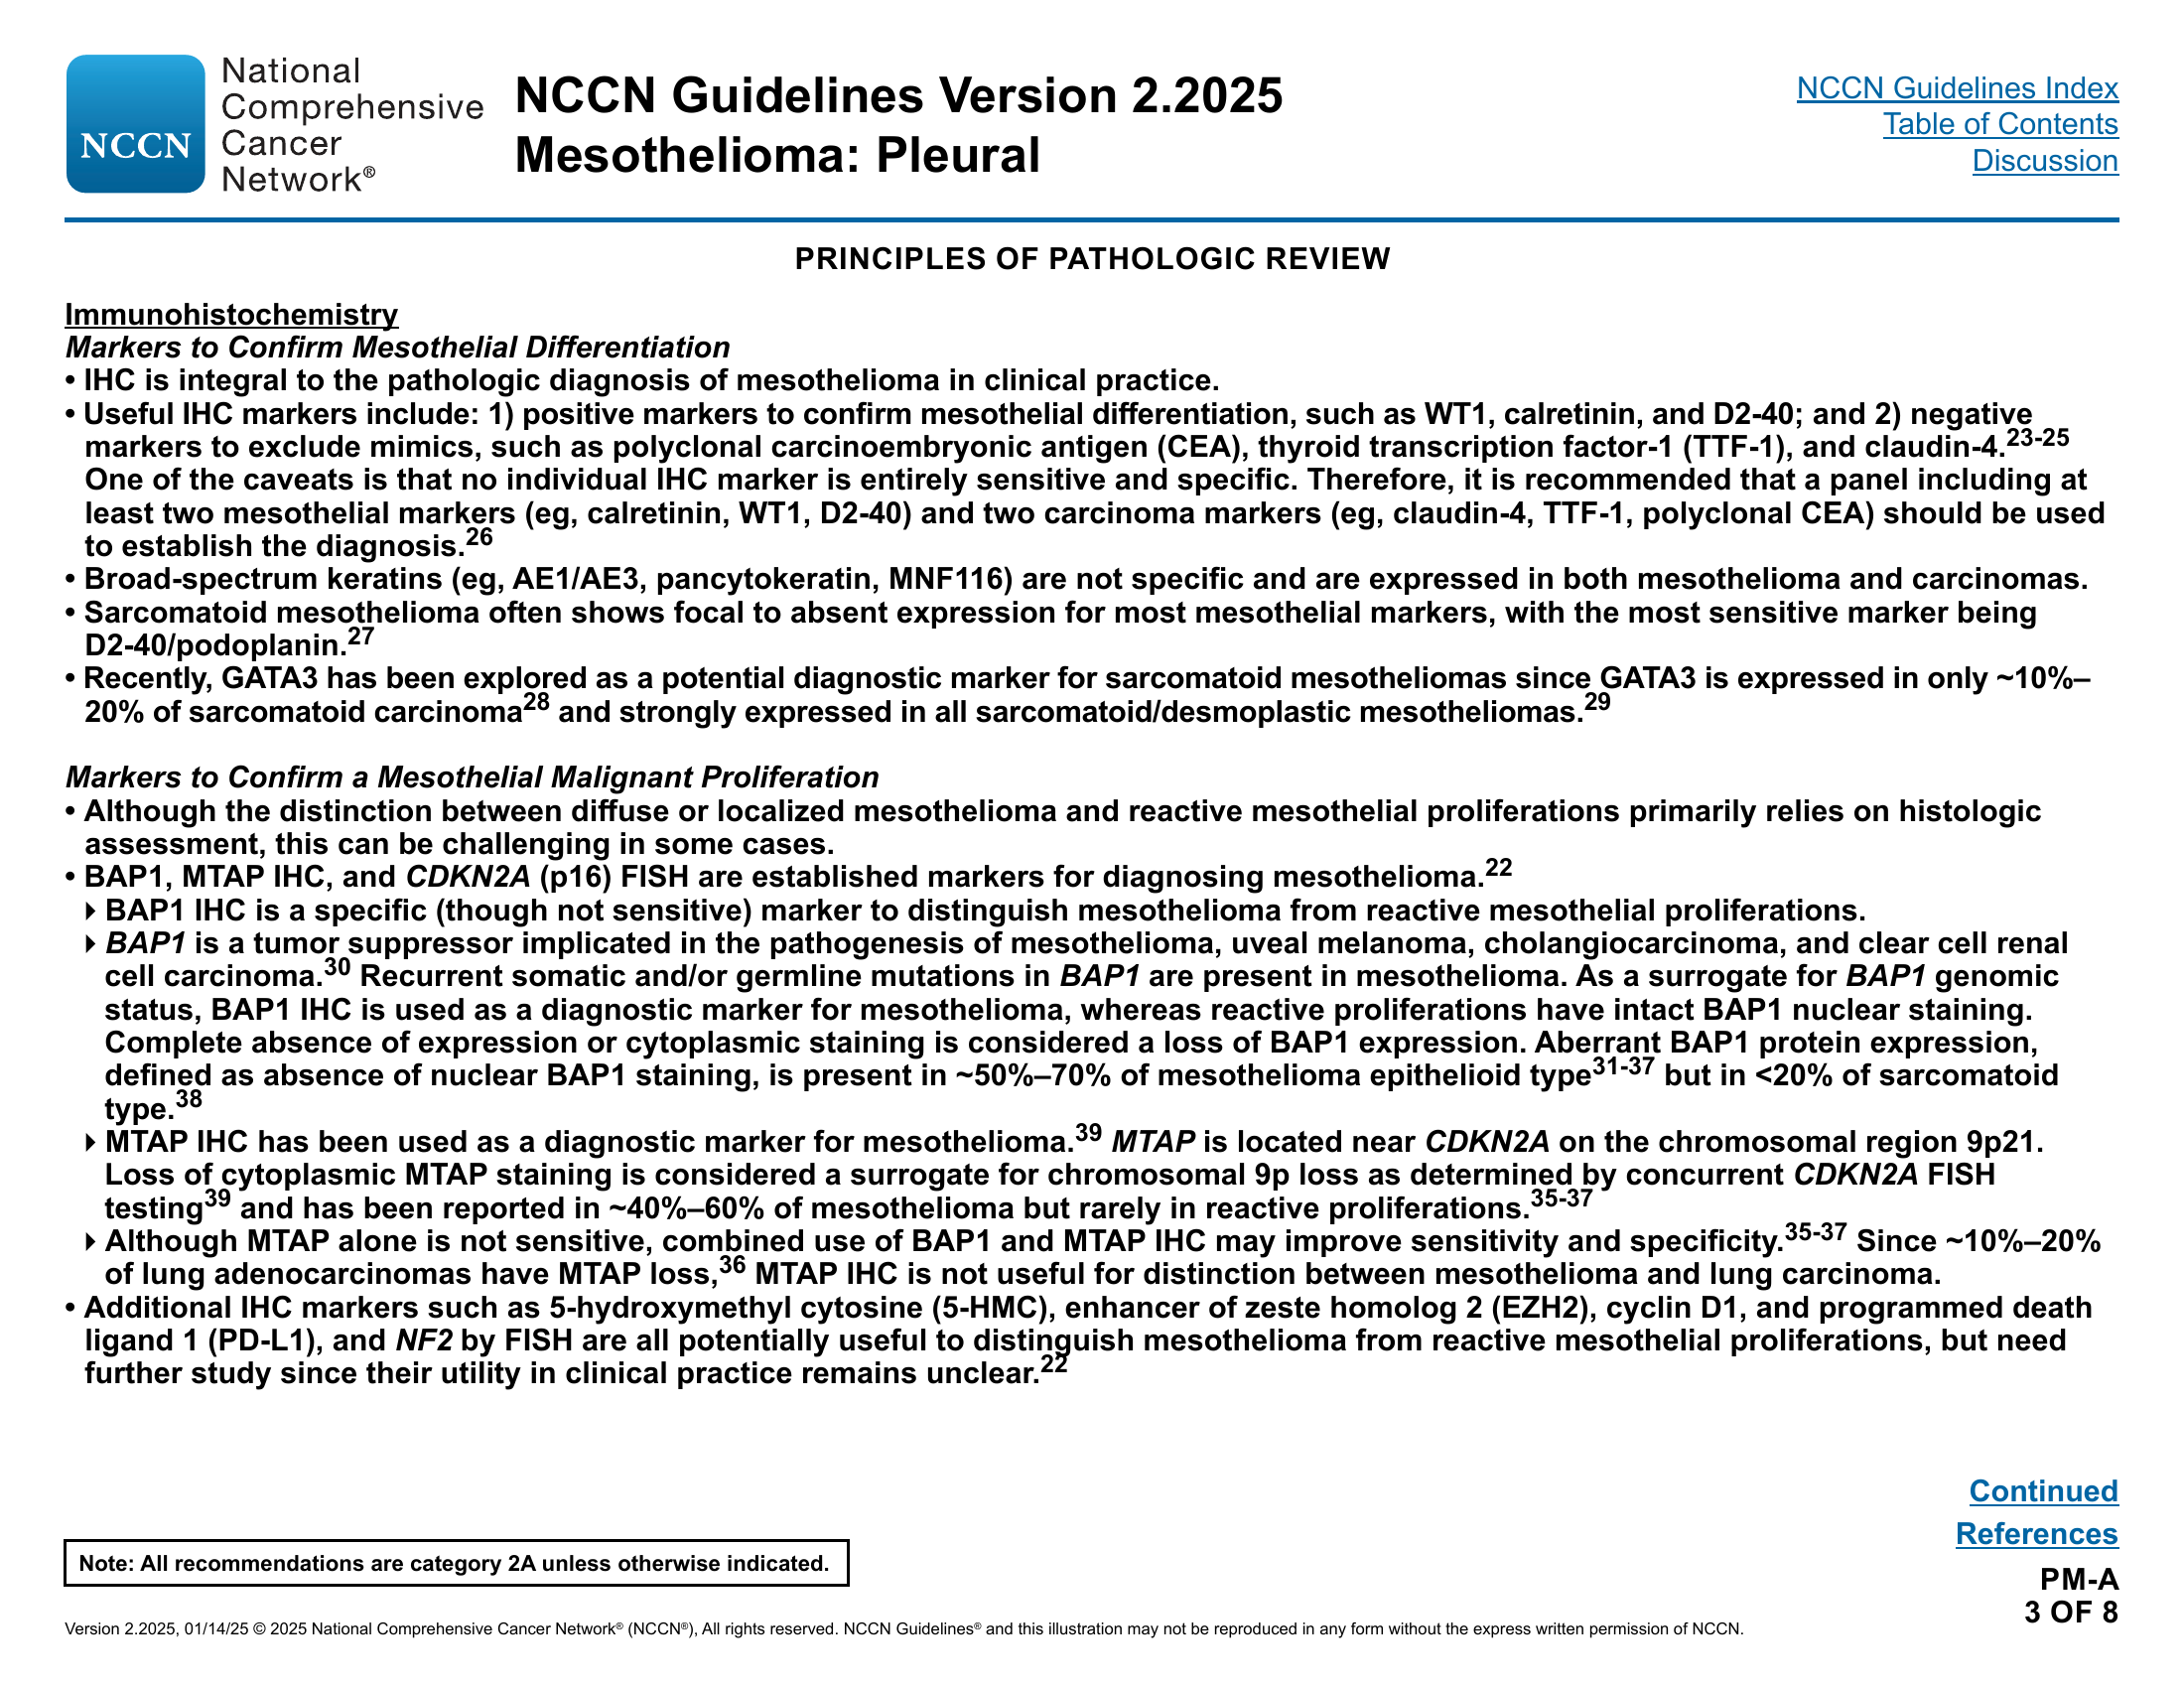 NCCN
National
Comprehensive
Cancer
Network®
NCCN Guidelines Version 2.2025
Mesothelioma: Pleural
NCCN Guidelines Index
Table of Contents
Discussion
PRINCIPLES OF PATHOLOGIC REVIEW
Immunohistochemistry
Markers to Confirm Mesothelial Differentiation
• IHC is integral to the pathologic diagnosis of mesothelioma in clinical practice.
• Useful IHC markers include: 1) positive markers to confirm mesothelial differentiation, such as WT1, calretinin, and D2-40; and 2) negative
markers to exclude mimics, such as polyclonal carcinoembryonic antigen (CEA), thyroid transcription factor-1 (TTF-1), and claudin-4.23-25
One of the caveats is that no individual IHC marker is entirely sensitive and specific. Therefore, it is recommended that a panel including at
least two mesothelial markers (eg, calretinin, WT1, D2-40) and two carcinoma markers (eg, claudin-4, TTF-1, polyclonal CEA) should be used
to establish the diagnosis.26
• Broad-spectrum keratins (eg, AE1/AE3, pancytokeratin, MNF116) are not specific and are expressed in both mesothelioma and carcinomas.
• Sarcomatoid mesothelioma often shows focal to absent expression for most mesothelial markers, with the most sensitive marker being
D2-40/podoplanin.27
• Recently, GATA3 has been explored as a potential diagnostic marker for sarcomatoid mesotheliomas since GATA3 is expressed in only ~10%–
20% of sarcomatoid carcinoma28 and strongly expressed in all sarcomatoid/desmoplastic mesotheliomas.29
Markers to Confirm a Mesothelial Malignant Proliferation
• Although the distinction between diffuse or localized mesothelioma and reactive mesothelial proliferations primarily relies on histologic
assessment, this can be challenging in some cases.
• BAP1, MTAP IHC, and CDKN2A (p16) FISH are established markers for diagnosing mesothelioma.22
▸ BAP1 IHC is a specific (though not sensitive) marker to distinguish mesothelioma from reactive mesothelial proliferations.
▸ BAP1 is a tumor suppressor implicated in the pathogenesis of mesothelioma, uveal melanoma, cholangiocarcinoma, and clear cell renal
cell carcinoma.30 Recurrent somatic and/or germline mutations in BAP1 are present in mesothelioma. As a surrogate for BAP1 genomic
status, BAP1 IHC is used as a diagnostic marker for mesothelioma, whereas reactive proliferations have intact BAP1 nuclear staining.
Complete absence of expression or cytoplasmic staining is considered a loss of BAP1 expression. Aberrant BAP1 protein expression,
defined as absence of nuclear BAP1 staining, is present in ~50%–70% of mesothelioma epithelioid type31-37 but in <20% of sarcomatoid
type.38
▸ MTAP IHC has been used as a diagnostic marker for mesothelioma.39 MTAP is located near CDKN2A on the chromosomal region 9p21.
Loss of cytoplasmic MTAP staining is considered a surrogate for chromosomal 9p loss as determined by concurrent CDKN2A FISH
testing39 and has been reported in ~40%–60% of mesothelioma but rarely in reactive proliferations.35-37
▸ Although MTAP alone is not sensitive, combined use of BAP1 and MTAP IHC may improve sensitivity and specificity.35-37 Since ~10%–20%
of lung adenocarcinomas have MTAP loss,36 MTAP IHC is not useful for distinction between mesothelioma and lung carcinoma.
• Additional IHC markers such as 5-hydroxymethyl cytosine (5-HMC), enhancer of zeste homolog 2 (EZH2), cyclin D1, and programmed death
ligand 1 (PD-L1), and NF2 by FISH are all potentially useful to distinguish mesothelioma from reactive mesothelial proliferations, but need
further study since their utility in clinical practice remains unclear.22
Continued
References
Note: All recommendations are category 2A unless otherwise indicated.
PM-A
3 OF 8
Version 2.2025, 01/14/25 © 2025 National Comprehensive Cancer Network® (NCCN®), All rights reserved. NCCN Guidelines® and this illustration may not be reproduced in any form without the express written permission of NCCN.